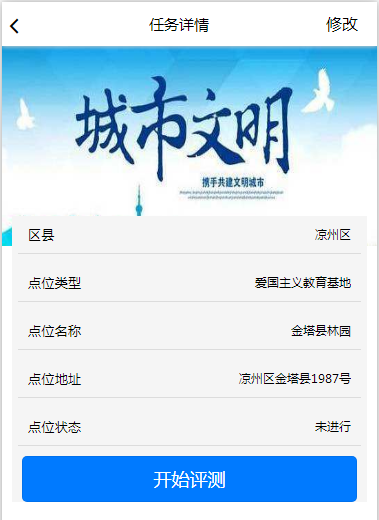 任务详情 修改
城市文明
携手共建文明城市
区县 凉州区
点位类型 爱国主义教育基地
点位名称 金塔县林园
点位地址 凉州区金塔县1987号
点位状态 未进行
开始评测